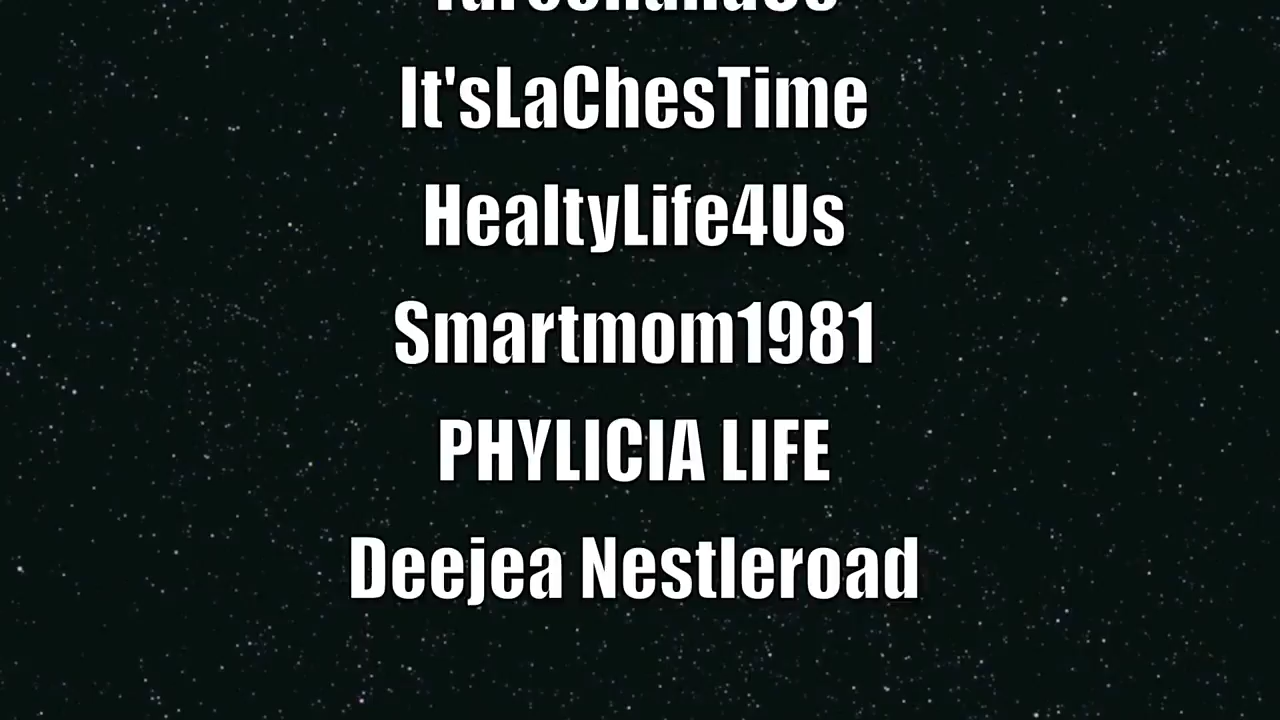 It'sLaChesTime
HealtyLife4Us
Smartmom1981
PHYLICIA LIFE
Deejea Nestleroad